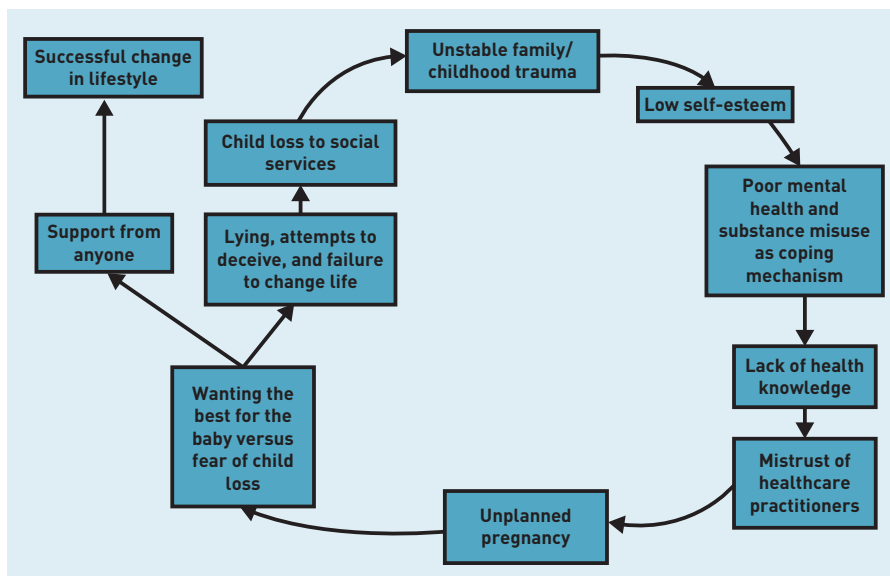 Successful change
in lifestyle
Unstable family/
childhood trauma
Low self-esteem
Child loss to social
services
Poor mental
health and
substance misuse
as coping
mechanism
Support from
anyone
Lying, attempts to
deceive, and failure
to change life
Lack of health
knowledge
Wanting the
best for the
baby versus
fear of child
loss
Mistrust of
healthcare
practitioners
Unplanned
pregnancy